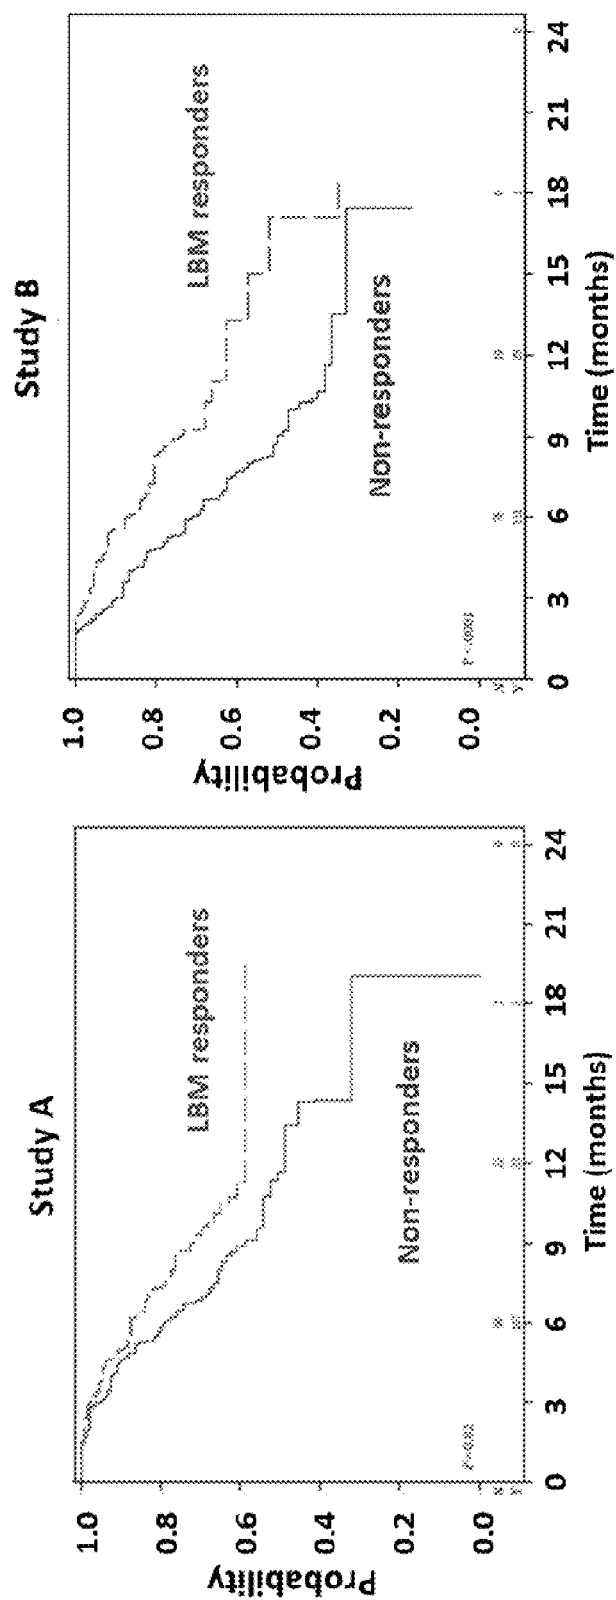 Study A
Probability
1.0
0.8
0.6
0.4
0.2
0.0
LBM responders
Non-responders
0 3 6 9 12 15 18 21 24
Time (months)
Study B
Probability
1.0
0.8
0.6
0.4
0.2
0.0
LBM responders
Non-responders
0 3 6 9 12 15 18 21 24
Time (months)